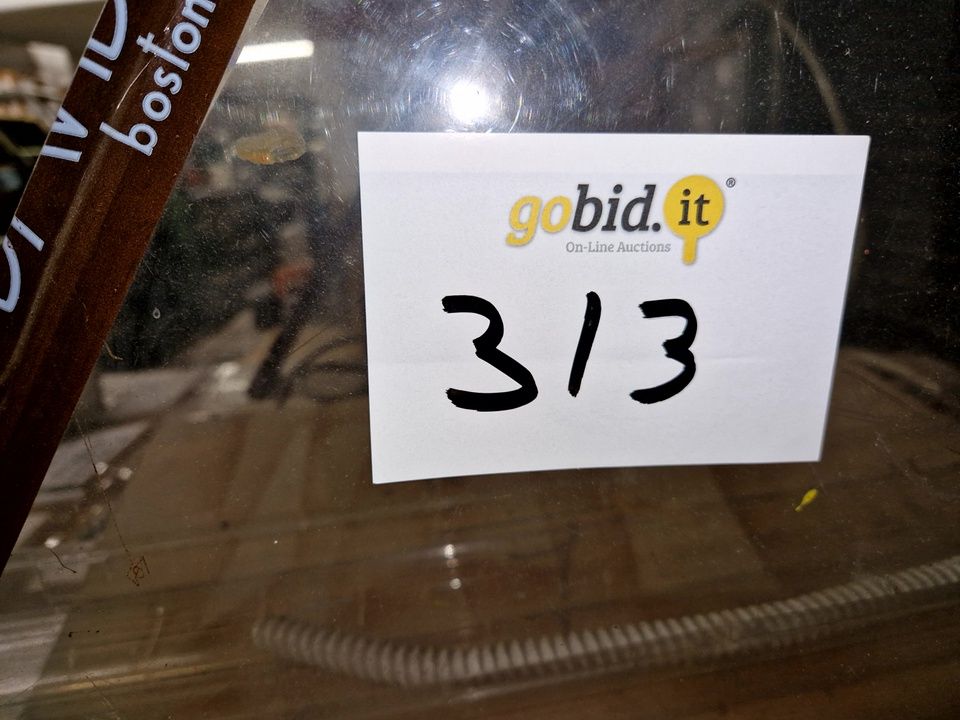 boston
gobid.it®
On-Line Auctions
313